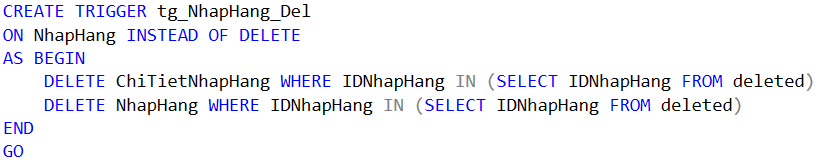 CREATE TRIGGER tg_NhapHang_Del
ON NhapHang INSTEAD OF DELETE
AS BEGIN
    DELETE ChiTietNhapHang WHERE IDNhapHang IN (SELECT IDNhapHang FROM deleted)
    DELETE NhapHang WHERE IDNhapHang IN (SELECT IDNhapHang FROM deleted)
END
GO